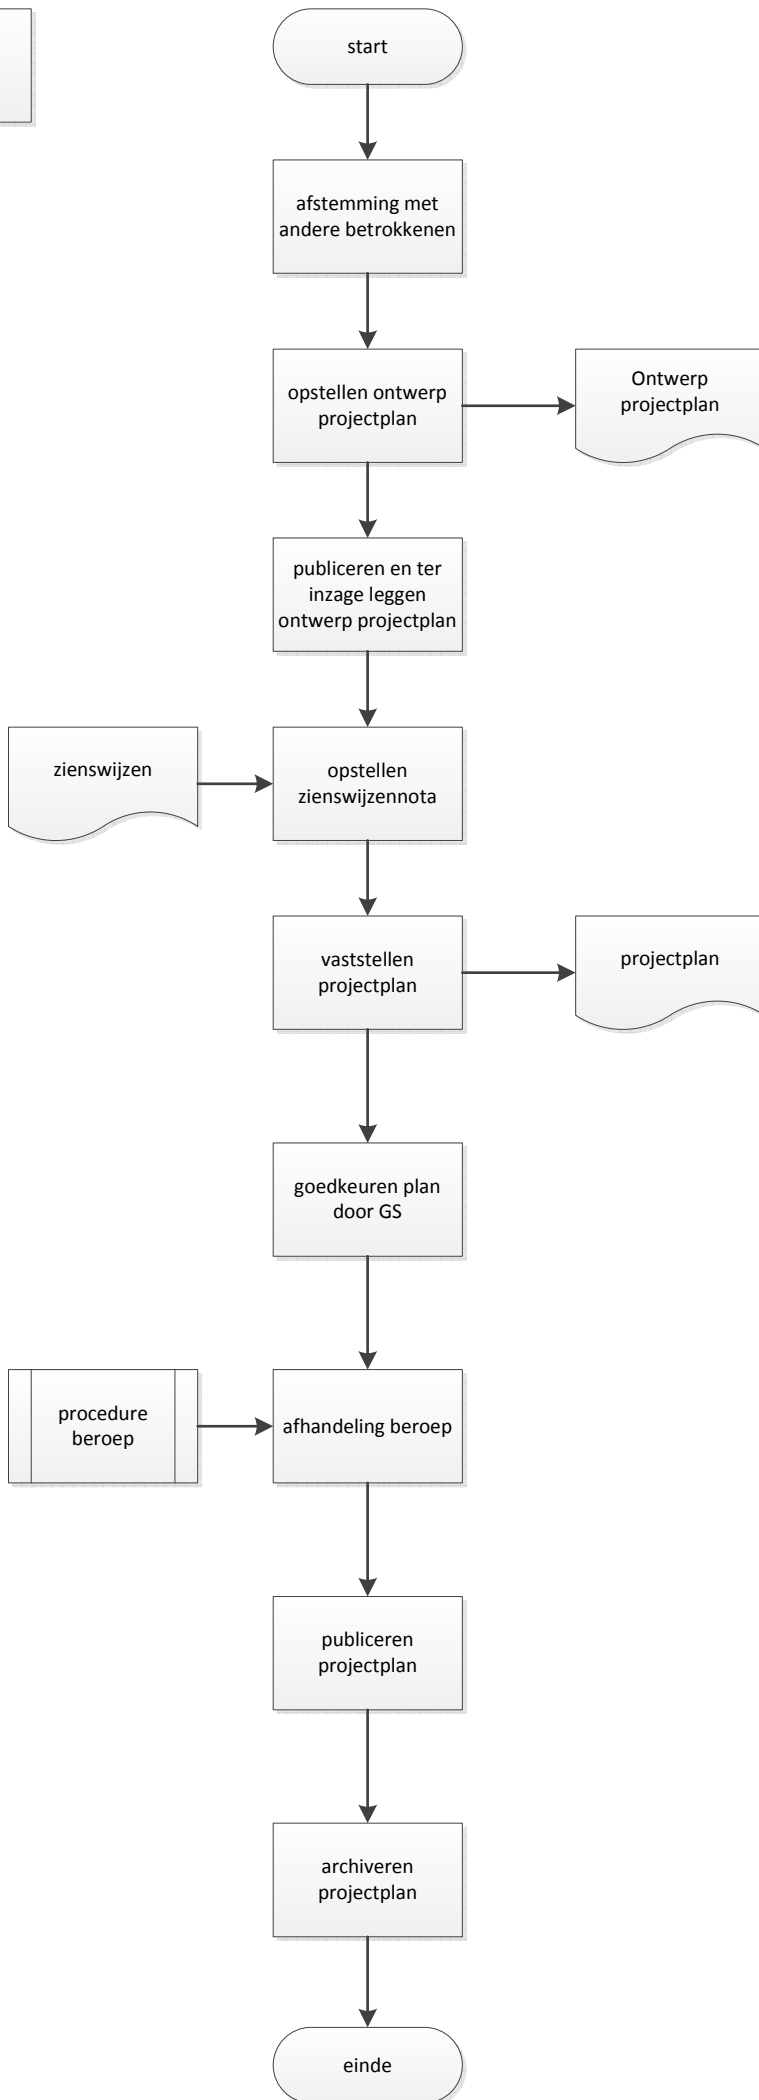 start
afstemming met
andere betrokkenen
opstellen ontwerp
projectplan
Ontwerp
projectplan
publiceren en ter
inzage leggen
ontwerp projectplan
zienswijzen
opstellen
zienswijzennota
vaststellen
projectplan
projectplan
goedkeuren plan
door GS
procedure
beroep
afhandeling beroep
publiceren
projectplan
archiveren
projectplan
einde